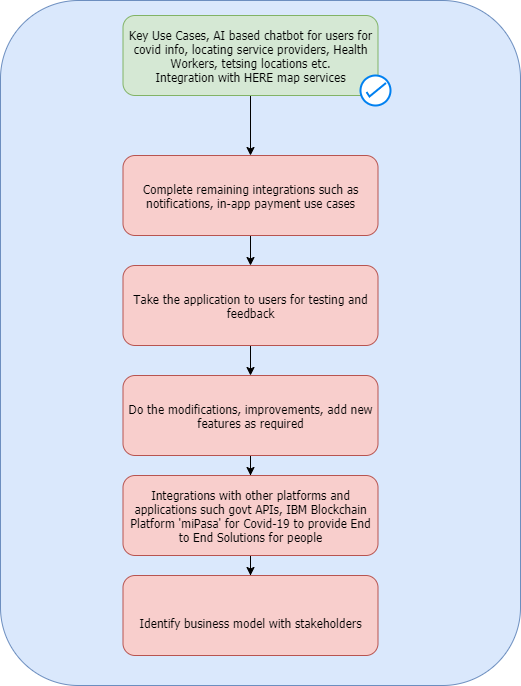 Key Use Cases, AI based chatbot for users for
covid info, locating service providers, Health
Workers, tetsing locations etc.
Integration with HERE map services
Complete remaining integrations such as
notifications, in-app payment use cases
Take the application to users for testing and
feedback
Do the modifications, improvements, add new
features as required
Integrations with other platforms and
applications such govt APIs, IBM Blockchain
Platform 'miPasa' for Covid-19 to provide End
to End Solutions for people
Identify business model with stakeholders